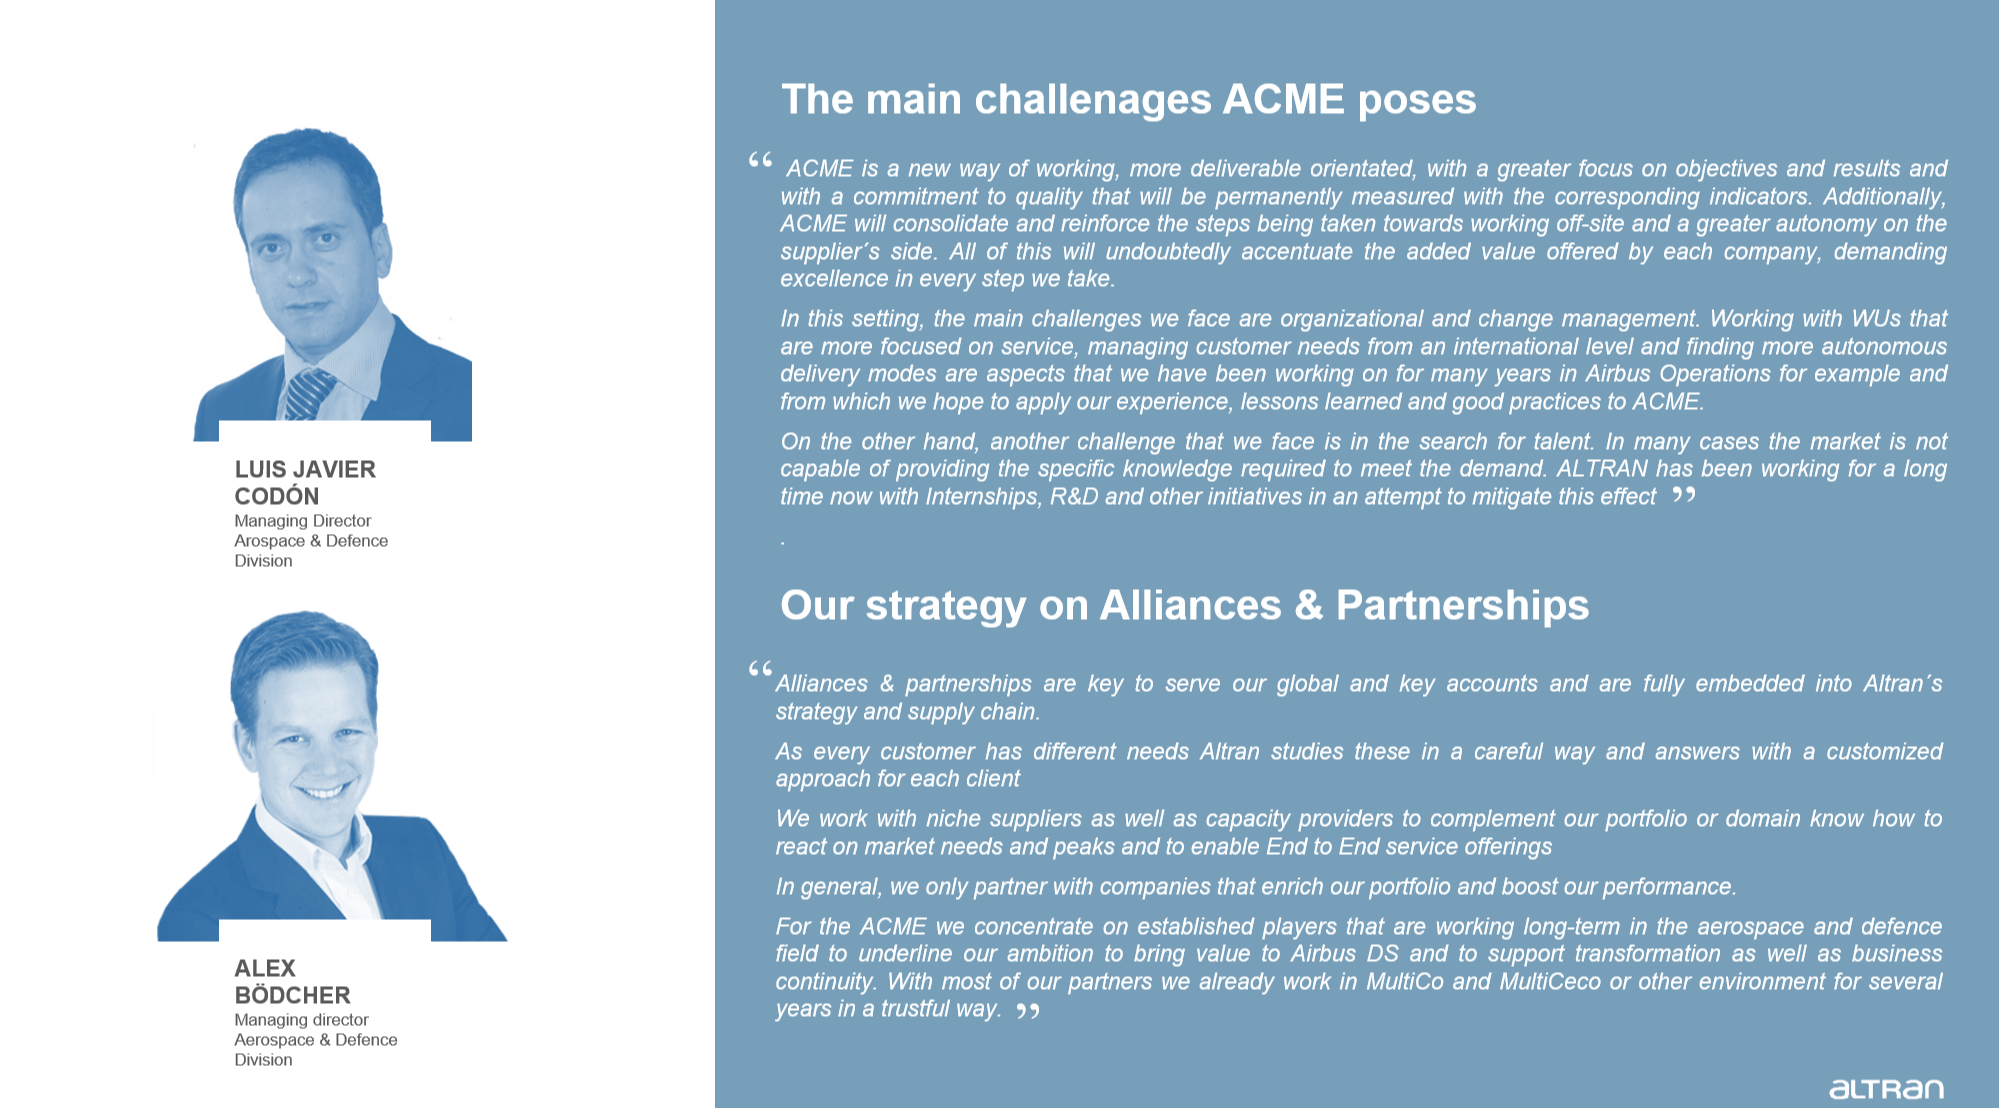 LUIS JAVIER
CODÓN
Managing Director
Arospace & Defence
Division
ALEX
BÖDCHER
Managing director
Aerospace & Defence
Division
The main challenages ACME poses
“ ACME is a new way of working, more deliverable orientated, with a greater focus on objectives and results and
with a commitment to quality that will be permanently measured with the corresponding indicators. Additionally,
ACME will consolidate and reinforce the steps being taken towards working off-site and a greater autonomy on the
supplier´s side. All of this will undoubtedly accentuate the added value offered by each company, demanding
excellence in every step we take.
In this setting, the main challenges we face are organizational and change management. Working with WUs that
are more focused on service, managing customer needs from an international level and finding more autonomous
delivery modes are aspects that we have been working on for many years in Airbus Operations for example and
from which we hope to apply our experience, lessons learned and good practices to ACME.
On the other hand, another challenge that we face is in the search for talent. In many cases the market is not
capable of providing the specific knowledge required to meet the demand. ALTRAN has been working for a long
time now with Internships, R&D and other initiatives in an attempt to mitigate this effect ”
.
Our strategy on Alliances & Partnerships
“ Alliances & partnerships are key to serve our global and key accounts and are fully embedded into Altran´s
strategy and supply chain.
As every customer has different needs Altran studies these in a careful way and answers with a customized
approach for each client
We work with niche suppliers as well as capacity providers to complement our portfolio or domain know how to
react on market needs and peaks and to enable End to End service offerings
In general, we only partner with companies that enrich our portfolio and boost our performance.
For the ACME we concentrate on established players that are working long-term in the aerospace and defence
field to underline our ambition to bring value to Airbus DS and to support transformation as well as business
continuity. With most of our partners we already work in MultiCo and MultiCeco or other environment for several
years in a trustful way. ”
aLTRan